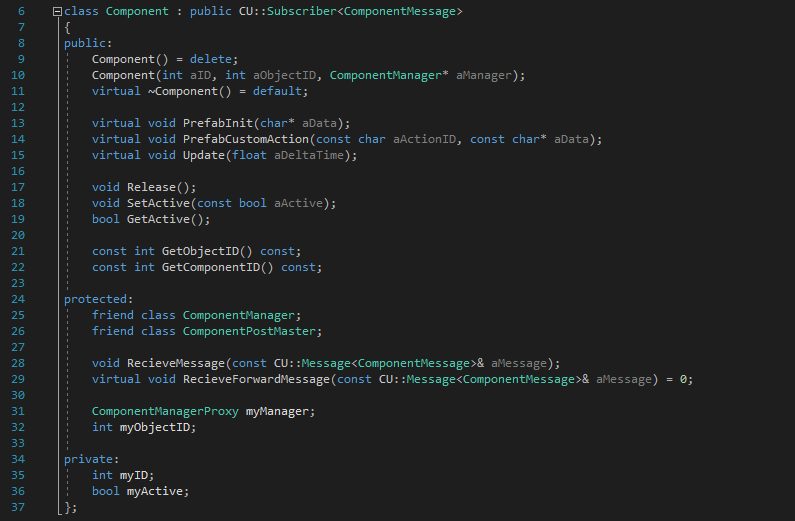 6 class Component : public CU::Subscriber<ComponentMessage>
7 {
8 public:
9     Component() = delete;
10     Component(int aID, int aObjectID, ComponentManager* aManager);
11     virtual ~Component() = default;
12
13     virtual void PrefabInit(char* aData);
14     virtual void PrefabCustomAction(const char aActionID, const char* aData);
15     virtual void Update(float aDeltaTime);
16
17     void Release();
18     void SetActive(const bool aActive);
19     bool GetActive();
20
21     const int GetObjectID() const;
22     const int GetComponentID() const;
23
24 protected:
25     friend class ComponentManager;
26     friend class ComponentPostMaster;
27
28     void RecieveMessage(const CU::Message<ComponentMessage>& aMessage);
29     virtual void RecieveForwardMessage(const CU::Message<ComponentMessage>& aMessage) = 0;
30
31     ComponentManagerProxy myManager;
32     int myObjectID;
33
34 private:
35     int myID;
36     bool myActive;
37 };